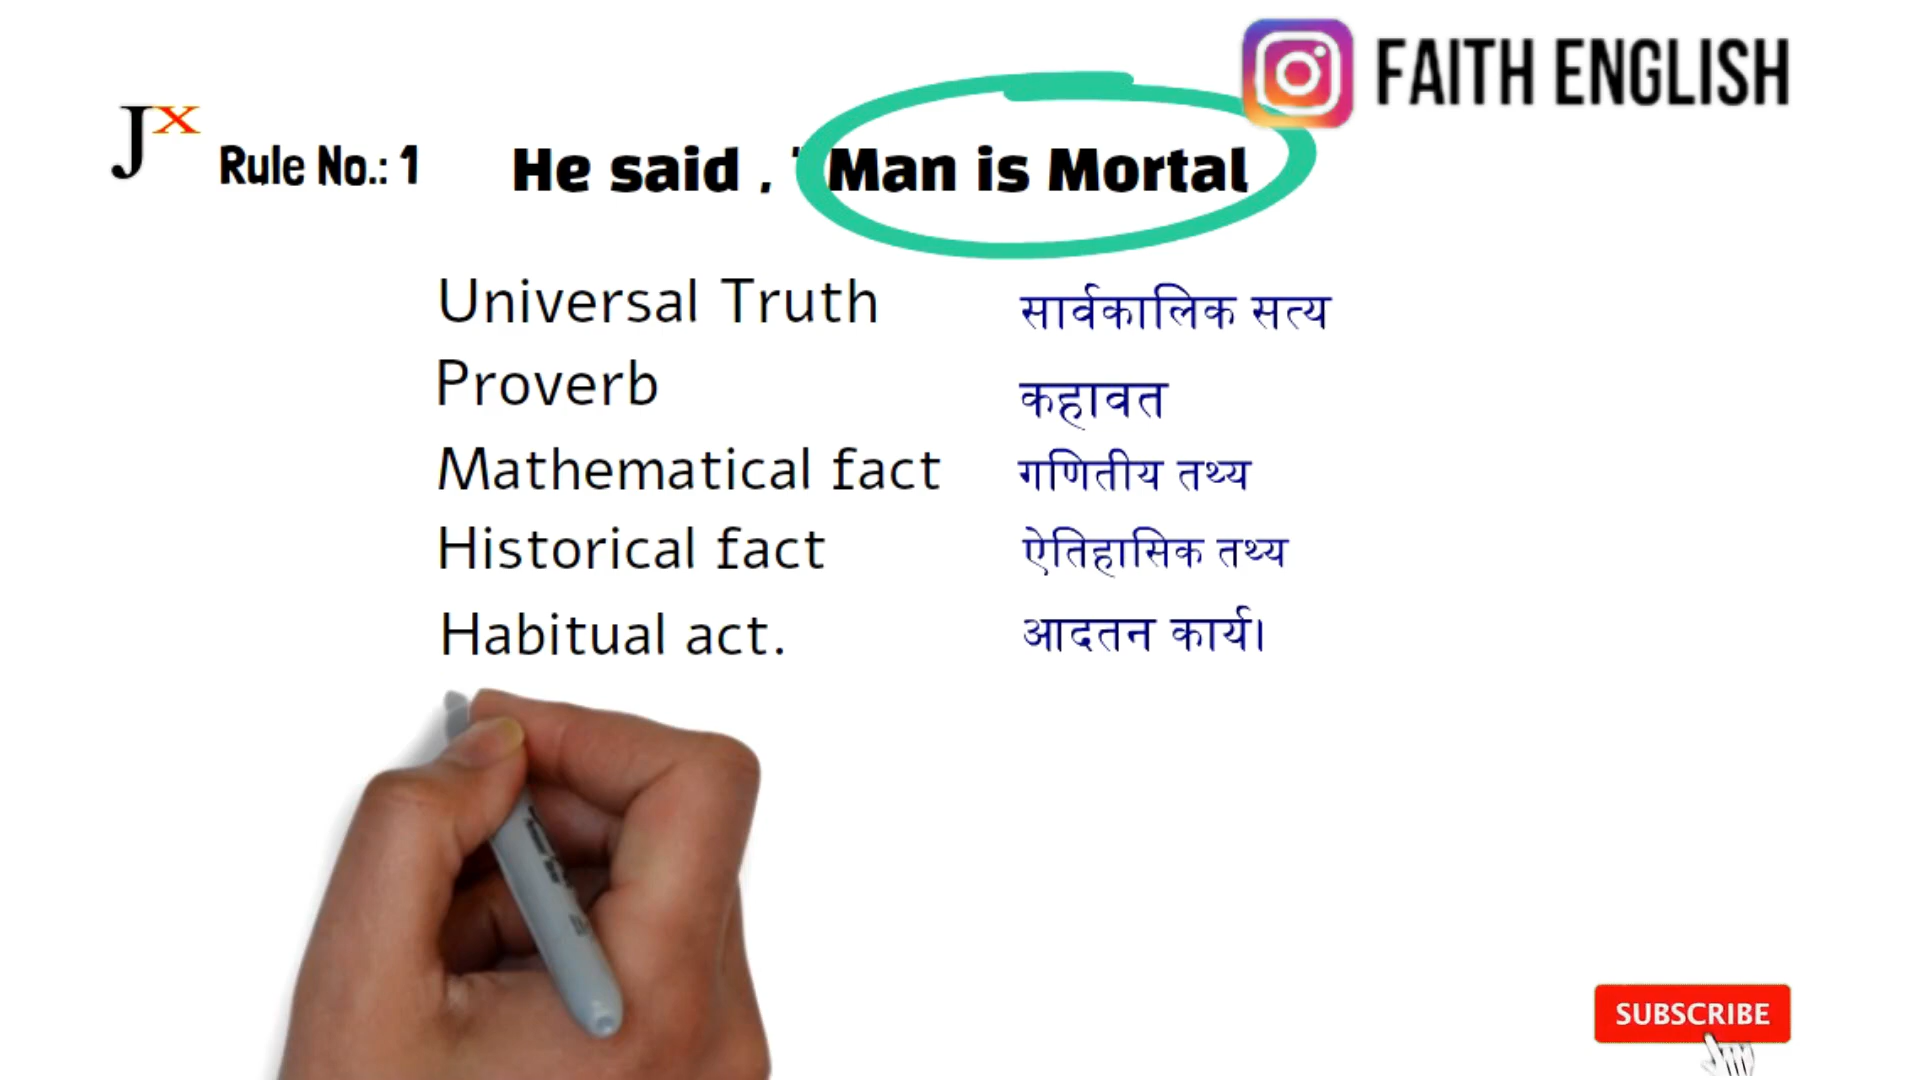 FAITH ENGLISH
Jx
Rule No.: 1 He said , " Man is Mortal
Universal Truth सार्वकालिक सत्य
Proverb कहावत
Mathematical fact गणितीय तथ्य
Historical fact ऐतिहासिक तथ्य
Habitual act. आदतन कार्य।
SUBSCRIBE